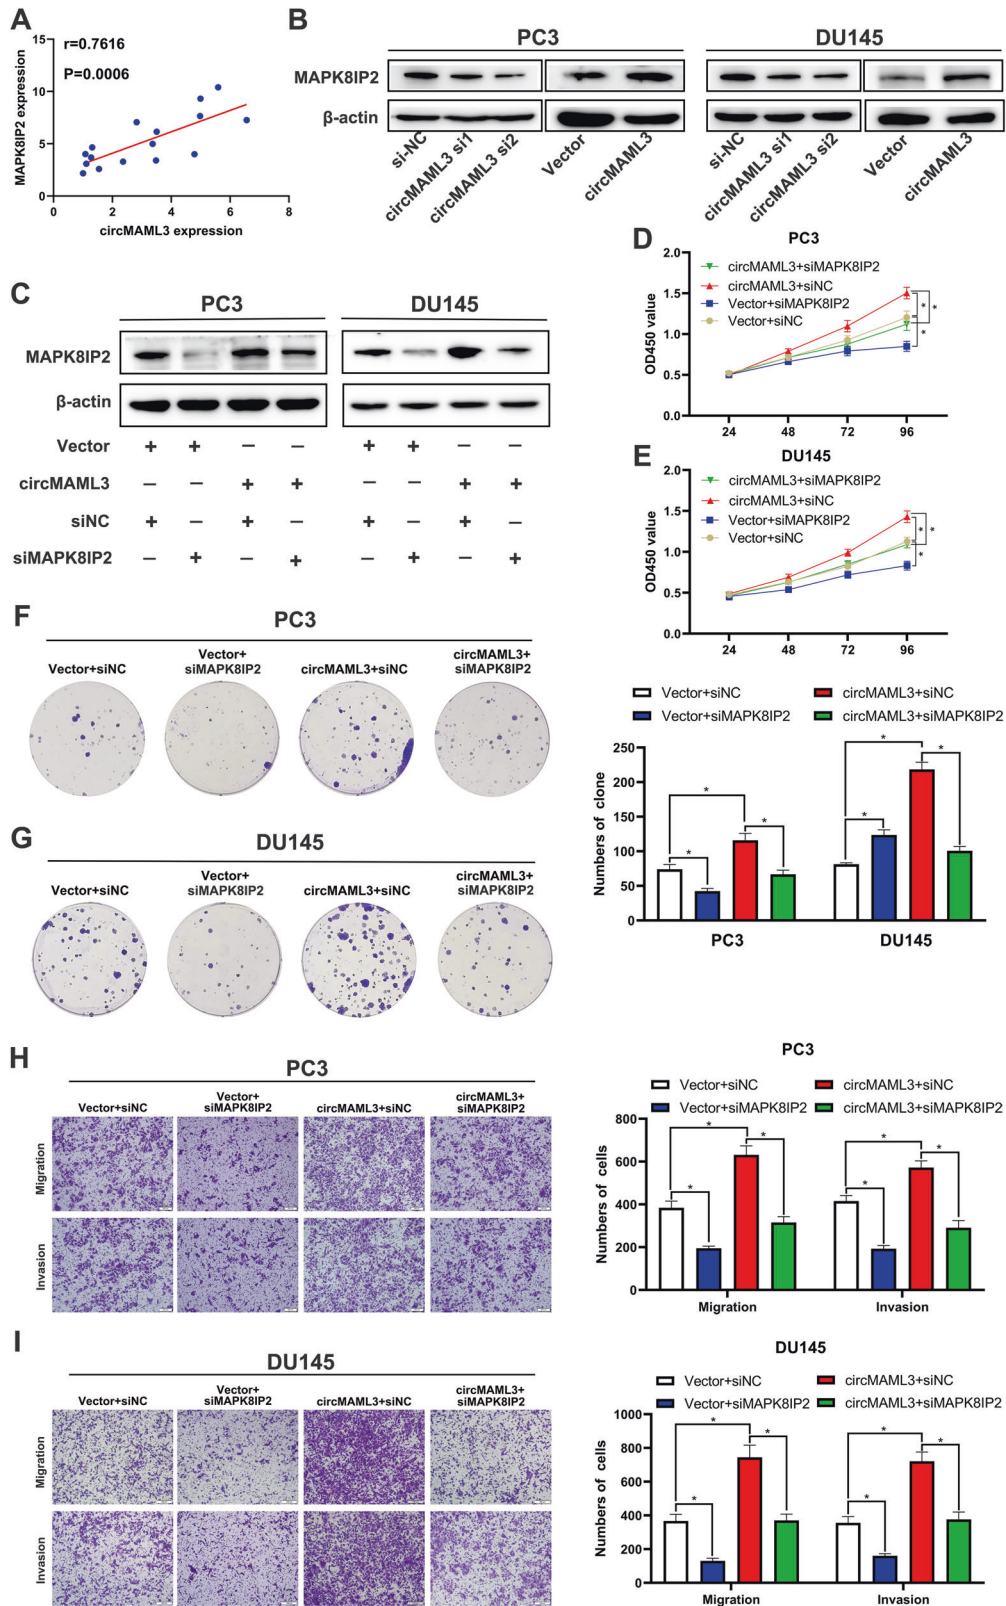 A
r=0.7616
P=0.0006
MAPK8IP2 expression
15
10
5
0
0 2 4 6 8
circMAML3 expression
B
PC3 DU145
MAPK8IP2
β-actin
si-NC circMAML3 si1 circMAML3 si2 Vector circMAML3 si-NC circMAML3 si1 circMAML3 si2 Vector circMAML3
C
PC3 DU145
MAPK8IP2
β-actin
Vector + + – – + + – –
circMAML3 – – + + – – + +
siNC + – + – + – + –
siMAPK8IP2 – + – + – + – +
D
PC3
circMAML3+siMAPK8IP2
circMAML3+siNC
Vector+siMAPK8IP2
Vector+siNC
OD450 value
2.0
1.5
1.0
0.5
0.0
* * *
24 48 72 96
E
DU145
circMAML3+siMAPK8IP2
circMAML3+siNC
Vector+siMAPK8IP2
Vector+siNC
OD450 value
2.0
1.5
1.0
0.5
0.0
* * *
24 48 72 96
F
PC3
Vector+siNC Vector+ siMAPK8IP2 circMAML3+siNC circMAML3+ siMAPK8IP2
G
DU145
Vector+siNC Vector+ siMAPK8IP2 circMAML3+siNC circMAML3+ siMAPK8IP2
Vector+siNC circMAML3+siNC
Vector+siMAPK8IP2 circMAML3+siMAPK8IP2
Numbers of clone
250
200
150
100
50
0
* * * * * *
PC3 DU145
H
PC3
Vector+siNC Vector+ siMAPK8IP2 circMAML3+siNC circMAML3+ siMAPK8IP2
Migration
Invasion
PC3
Vector+siNC circMAML3+siNC
Vector+siMAPK8IP2 circMAML3+siMAPK8IP2
Numbers of cells
800
600
400
200
0
* * * * * *
Migration Invasion
I
DU145
Vector+siNC Vector+ siMAPK8IP2 circMAML3+siNC circMAML3+ siMAPK8IP2
Migration
Invasion
DU145
Vector+siNC circMAML3+siNC
Vector+siMAPK8IP2 circMAML3+siMAPK8IP2
Numbers of cells
1000
800
600
400
200
0
* * * * * *
Migration Invasion